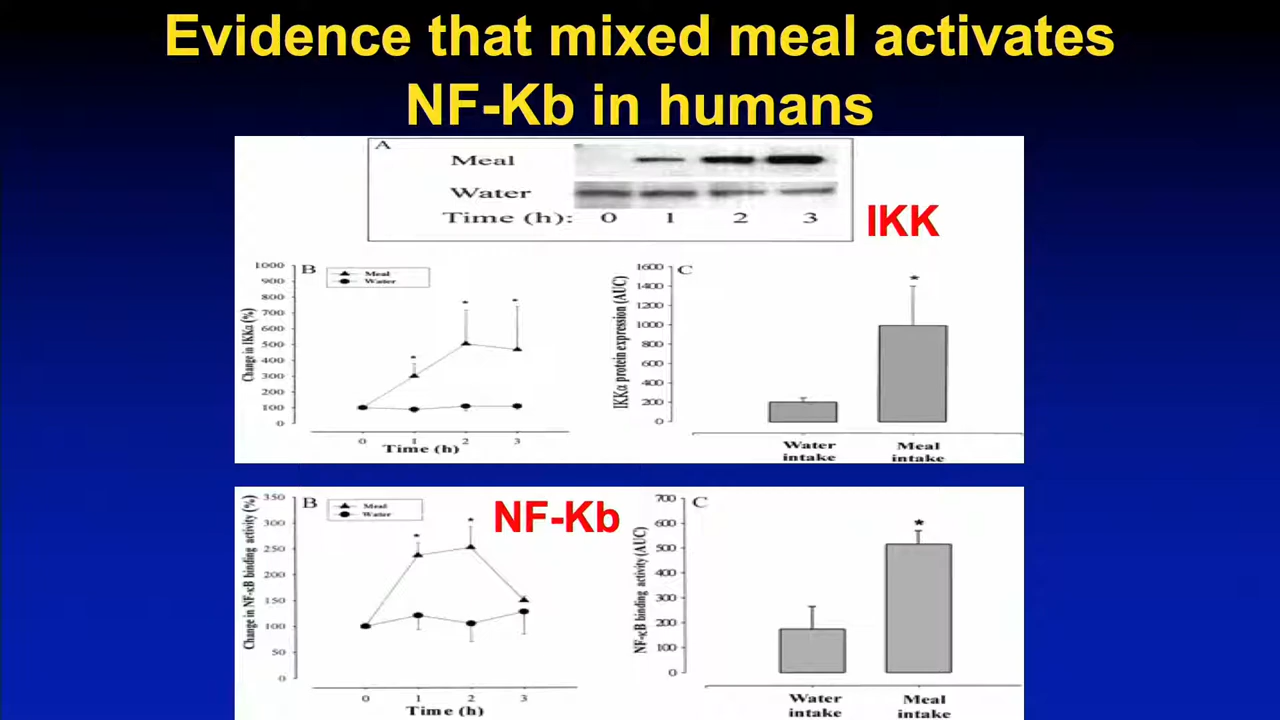 Evidence that mixed meal activates
NF-Kb in humans
A
Meal
Water
Time (h): 0 1 2 3
IKK
B
Meal
Water
1000
900
800
700
600
500
400
300
200
100
0
Change in IKKα (%)
0 1 2 3
Time (h)
C
1600
1400
1200
1000
800
600
400
200
0
IKKα protein expression (AUC)
*
*
*
*
Water intake
Meal intake
B
Meal
Water
NF-Kb
350
300
250
200
150
100
50
0
Change in NF-κB binding activity (%)
*
*
0 1 2 3
Time (h)
C
700
600
500
400
300
200
100
0
NF-κB binding activity (AUC)
*
Water
intake
Meal
intake